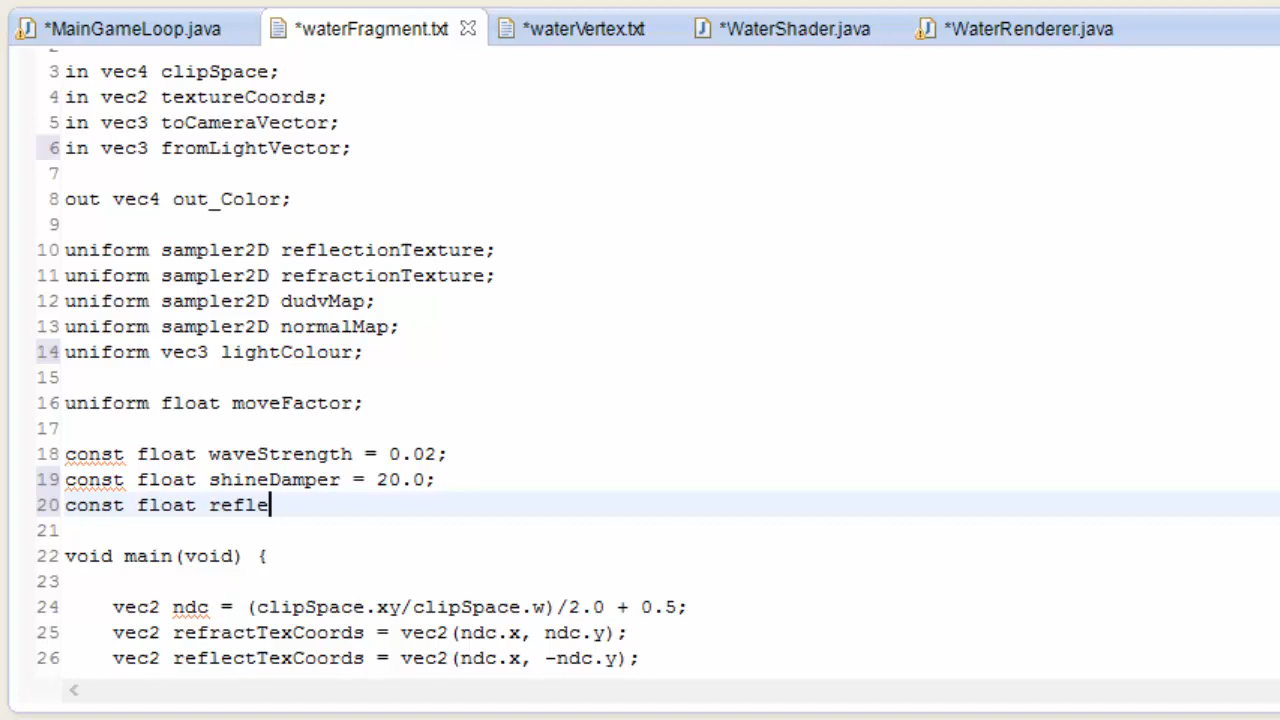 *MainGameLoop.java *waterFragment.txt *waterVertex.txt *WaterShader.java *WaterRenderer.java
3 in vec4 clipSpace;
4 in vec2 textureCoords;
5 in vec3 toCameraVector;
6 in vec3 fromLightVector;
7
8 out vec4 out_Color;
9
10 uniform sampler2D reflectionTexture;
11 uniform sampler2D refractionTexture;
12 uniform sampler2D dudvMap;
13 uniform sampler2D normalMap;
14 uniform vec3 lightColour;
15
16 uniform float moveFactor;
17
18 const float waveStrength = 0.02;
19 const float shineDamper = 20.0;
20 const float refle
21
22 void main(void) {
23
24 vec2 ndc = (clipSpace.xy/clipSpace.w)/2.0 + 0.5;
25 vec2 refractTexCoords = vec2(ndc.x, ndc.y);
26 vec2 reflectTexCoords = vec2(ndc.x, -ndc.y);